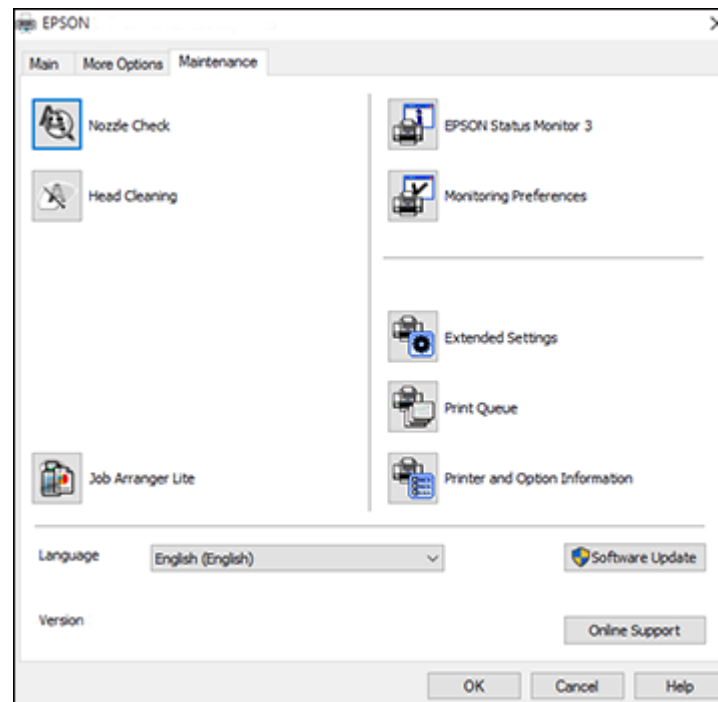 EPSON
Main
More Options
Maintenance
Nozzle Check
Head Cleaning
Job Arranger Lite
EPSON Status Monitor 3
Monitoring Preferences
Extended Settings
Print Queue
Printer and Option Information
Language
English (English)
Software Update
Version
Online Support
OK
Cancel
Help